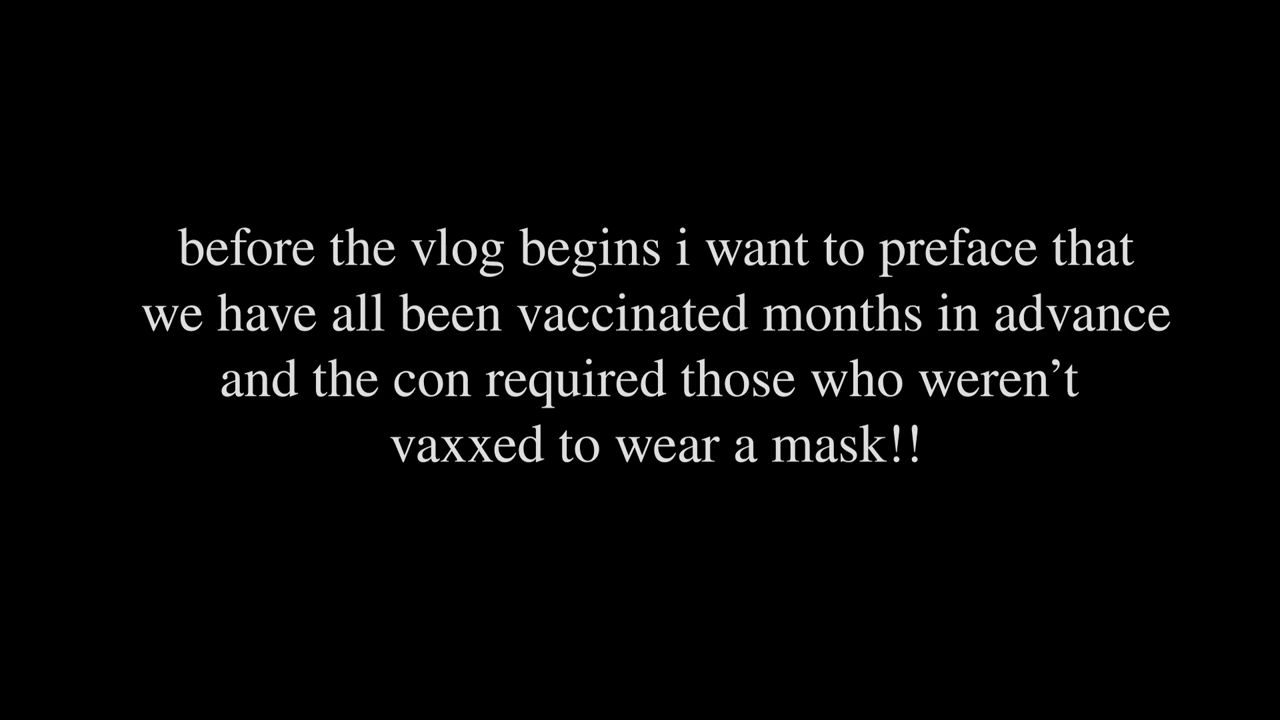 before the vlog begins i want to preface that
we have all been vaccinated months in advance
and the con required those who weren’t
vaxxed to wear a mask!!